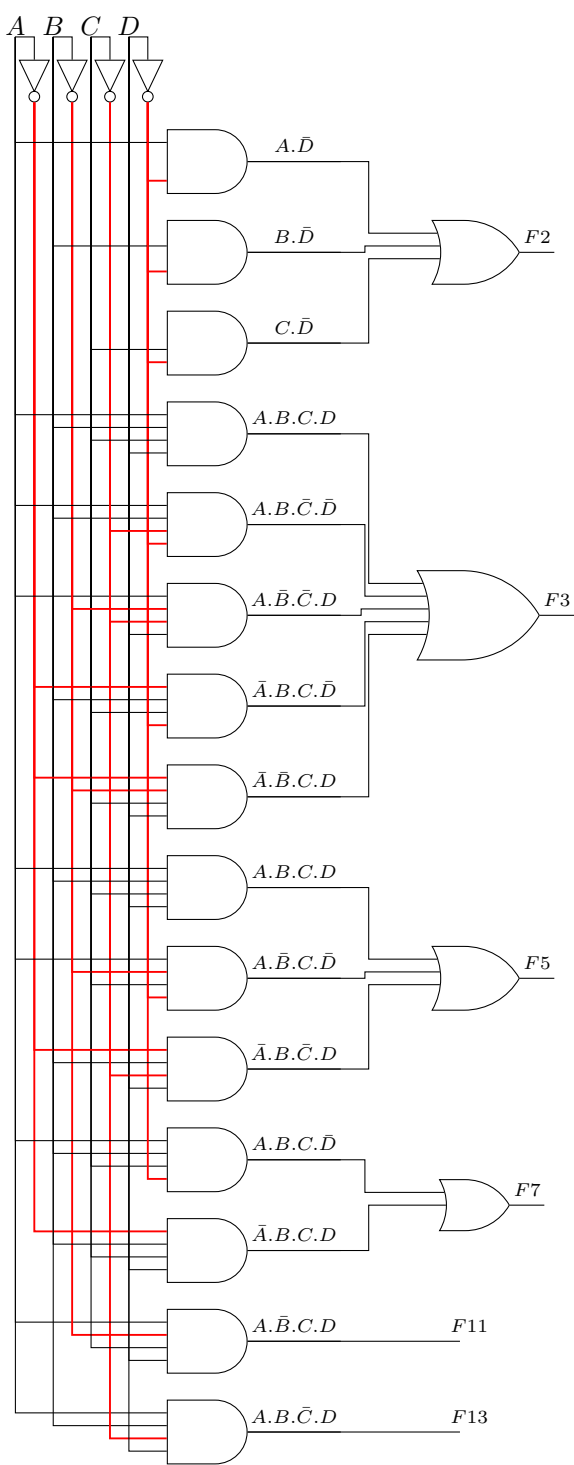 A B C D
A.D̄
B.D̄
F2
C.D̄
A.B.C.D
A.B.C̄.D̄
A.B̄.C̄.D
F3
Ā.B.C.D̄
Ā.B̄.C.D
A.B.C.D
A.B̄.C.D̄
F5
Ā.B.C̄.D
A.B.C.D̄
F7
Ā.B.C.D
A.B̄.C.D F11
A.B.C̄.D F13